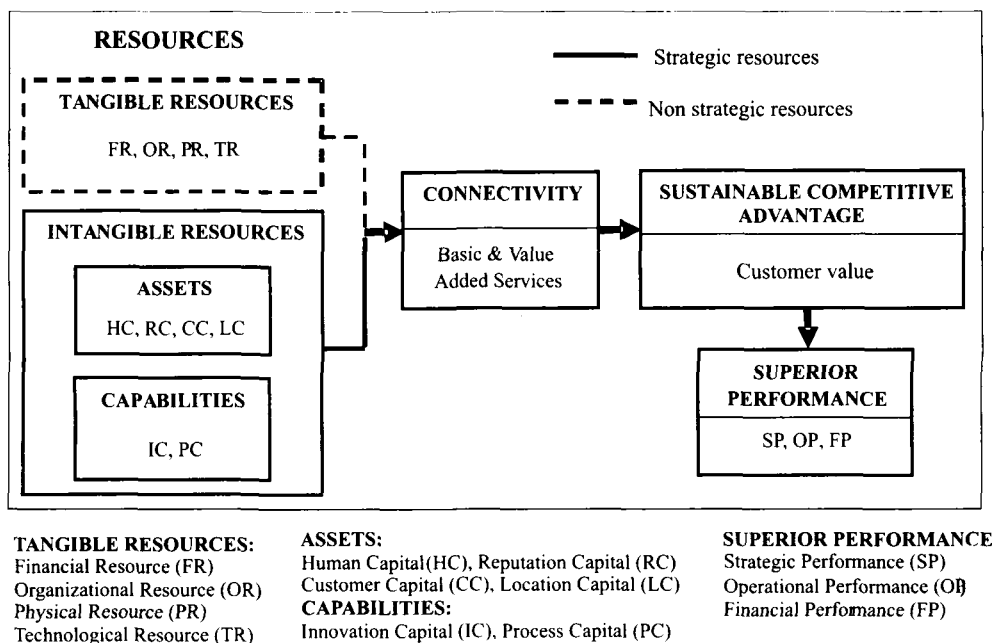 RESOURCES
TANGIBLE RESOURCES
FR, OR, PR, TR
INTANGIBLE RESOURCES
ASSETS
HC, RC, CC, LC
CAPABILITIES
IC, PC
Strategic resources
Non strategic resources
CONNECTIVITY
Basic & Value
Added Services
SUSTAINABLE COMPETITIVE
ADVANTAGE
Customer value
SUPERIOR
PERFORMANCE
SP, OP, FP
TANGIBLE RESOURCES:
Financial Resource (FR)
Organizational Resource (OR)
Physical Resource (PR)
Technological Resource (TR)
ASSETS:
Human Capital(HC), Reputation Capital (RC)
Customer Capital (CC), Location Capital (LC)
CAPABILITIES:
Innovation Capital (IC), Process Capital (PC)
SUPERIOR PERFORMANCE
Strategic Performance (SP)
Operational Performance (OP)
Financial Performance (FP)